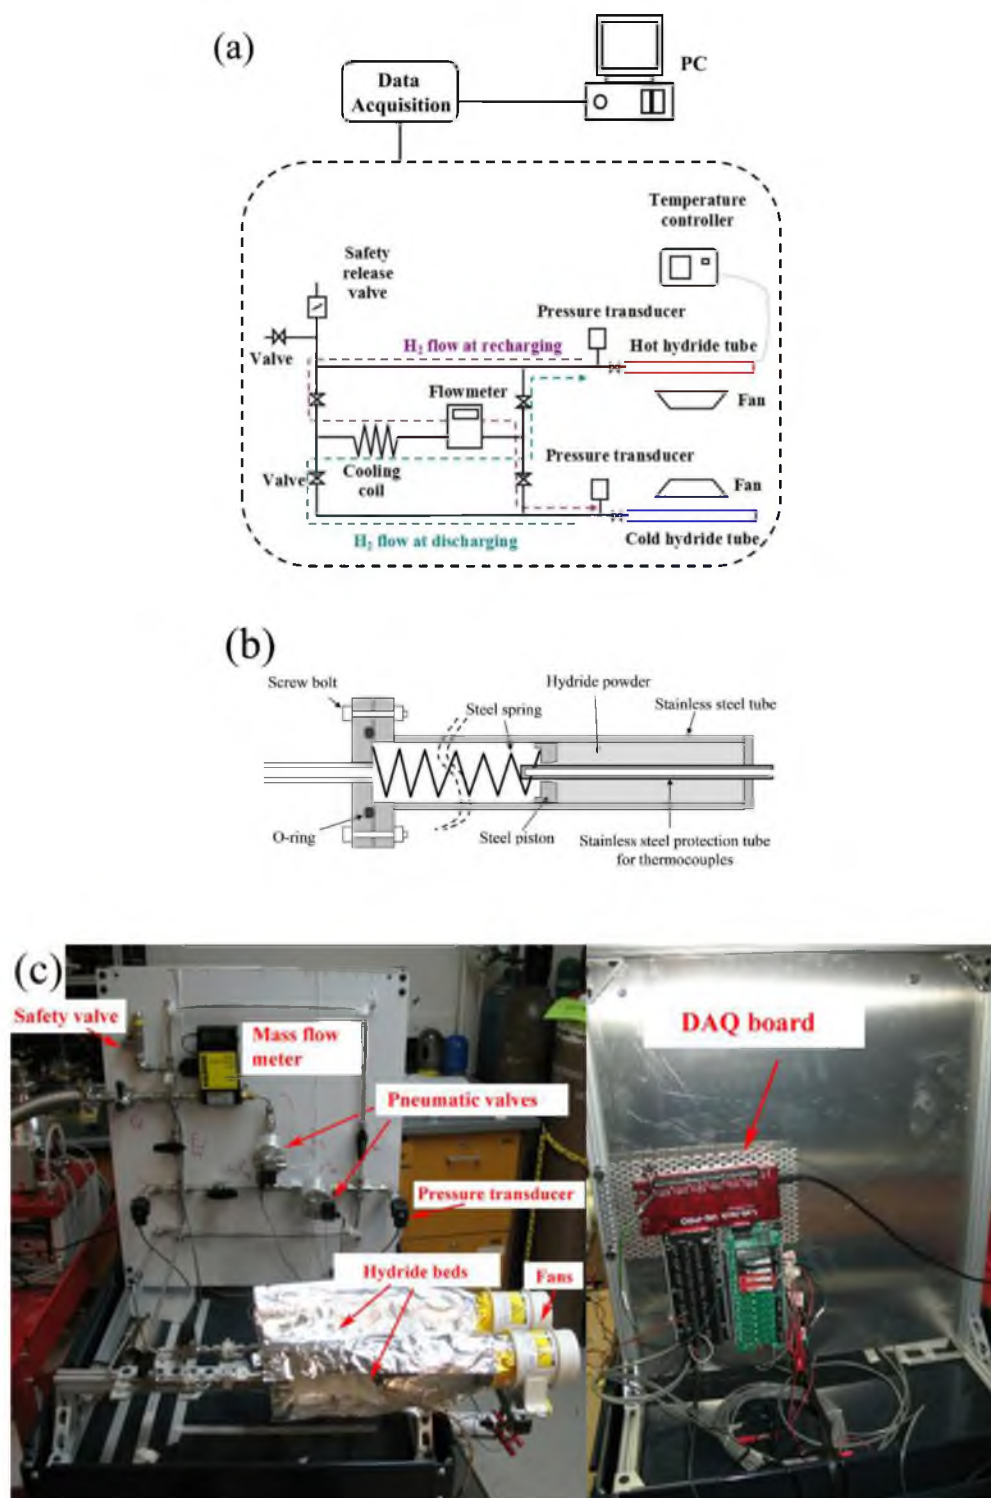 (a)
PC
Data
Acquisition
Temperature
controller
Safety
release
valve
Pressure transducer
H₂ flow at recharging
Hot hydride tube
Valve
Flowmeter
Fan
Pressure transducer
Valve
Cooling
coil
Fan
H₂ flow at discharging
Cold hydride tube
(b)
Screw bolt
Hydride powder
Steel spring
Stainless steel tube
O-ring
Steel piston
Stainless steel protection tube
for thermocouples
(c)
Safety valve
Mass flow
meter
DAQ board
Pneumatic valves
Pressure transducer
Hydride beds
Fans